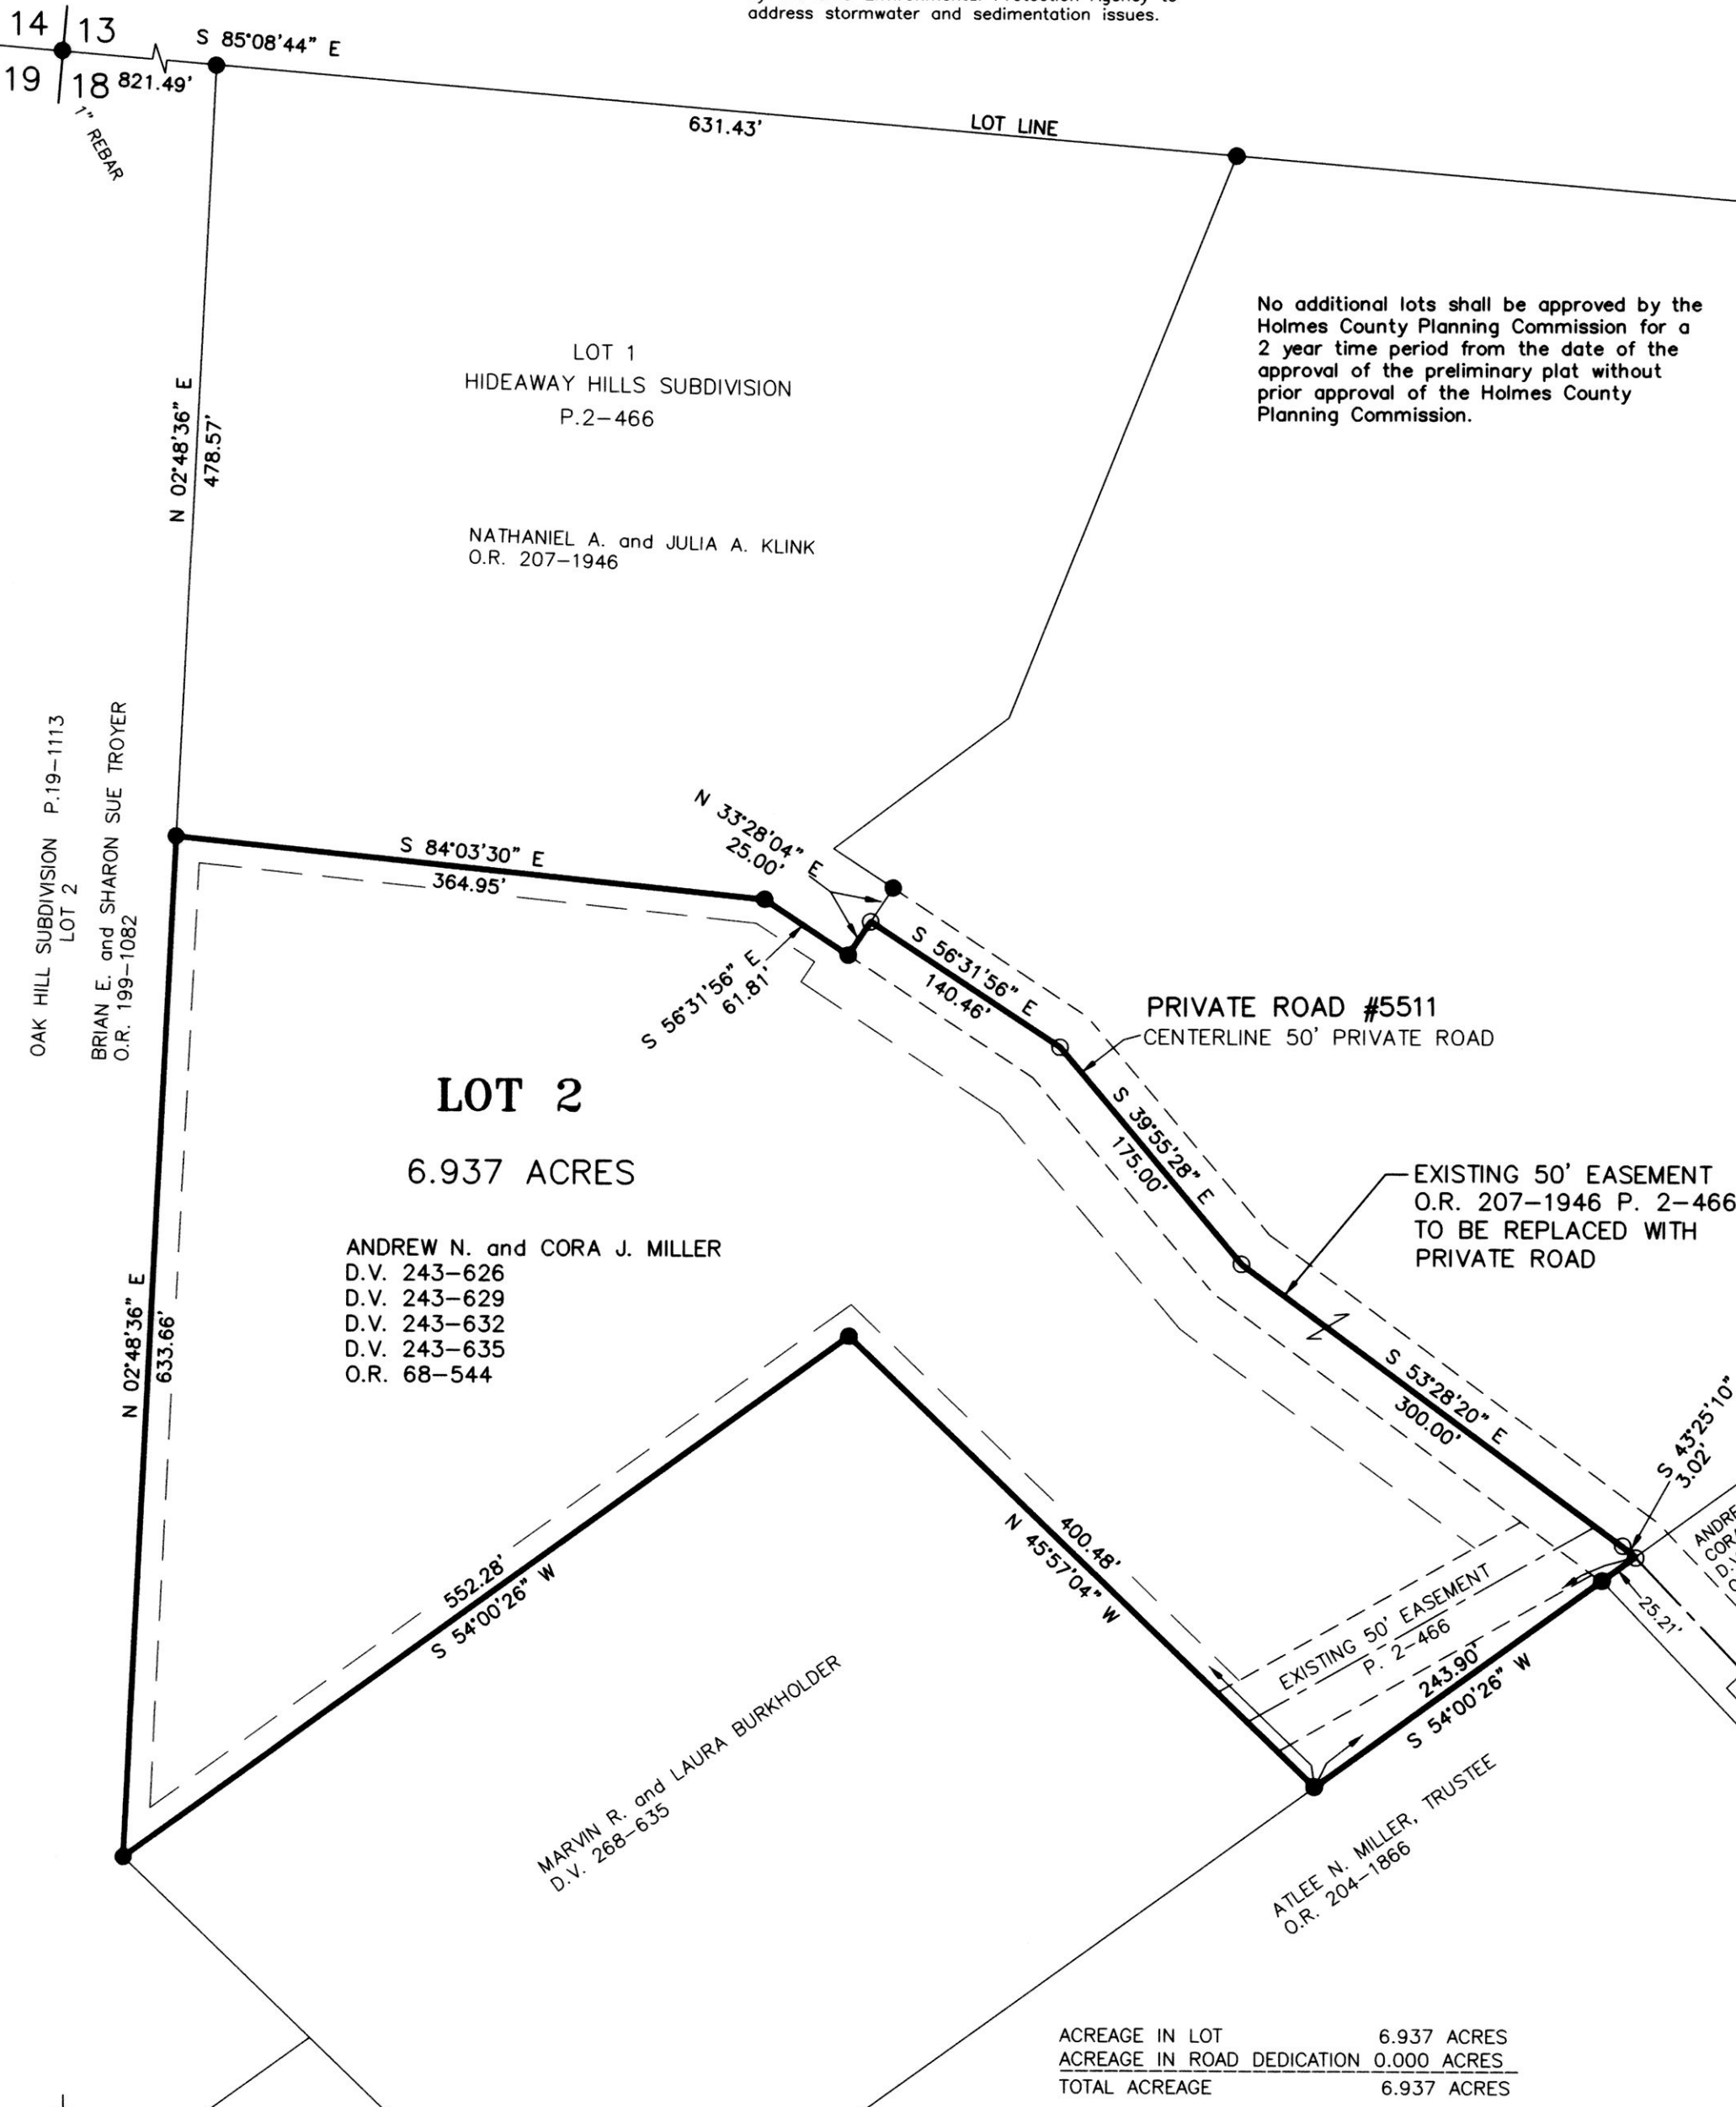 address stormwater and sedimentation issues.
14 13
19 18
S 85°08'44" E
821.49'
1" REBAR
631.43'
LOT LINE
No additional lots shall be approved by the
Holmes County Planning Commission for a
2 year time period from the date of the
approval of the preliminary plat without
prior approval of the Holmes County
Planning Commission.
LOT 1
HIDEAWAY HILLS SUBDIVISION
P.2-466
N 02°48'36" E
478.57'
NATHANIEL A. and JULIA A. KLINK
O.R. 207-1946
OAK HILL SUBDIVISION P.19-1113
LOT 2
BRIAN E. and SHARON SUE TROYER
O.R. 199-1082
S 84°03'30" E
364.95'
N 33°28'04" E
25.00'
S 56°31'56" E
61.81'
S 56°31'56" E
140.46'
PRIVATE ROAD #5511
CENTERLINE 50' PRIVATE ROAD
S 39°55'28" E
175.00'
LOT 2
6.937 ACRES
EXISTING 50' EASEMENT
O.R. 207-1946 P. 2-466
TO BE REPLACED WITH
PRIVATE ROAD
ANDREW N. and CORA J. MILLER
D.V. 243-626
D.V. 243-629
D.V. 243-632
D.V. 243-635
O.R. 68-544
N 02°48'36" E
633.66'
S 53°28'20" E
300.00'
S 43°25'10"
3.02'
552.28'
S 54°00'26" W
400.48'
N 45°57'04" W
EXISTING 50' EASEMENT
P. 2-466
25.21'
243.90'
S 54°00'26" W
MARVIN R. and LAURA BURKHOLDER
D.V. 268-635
ATLEE N. MILLER, TRUSTEE
O.R. 204-1866
ACREAGE IN LOT 6.937 ACRES
ACREAGE IN ROAD DEDICATION 0.000 ACRES
TOTAL ACREAGE 6.937 ACRES